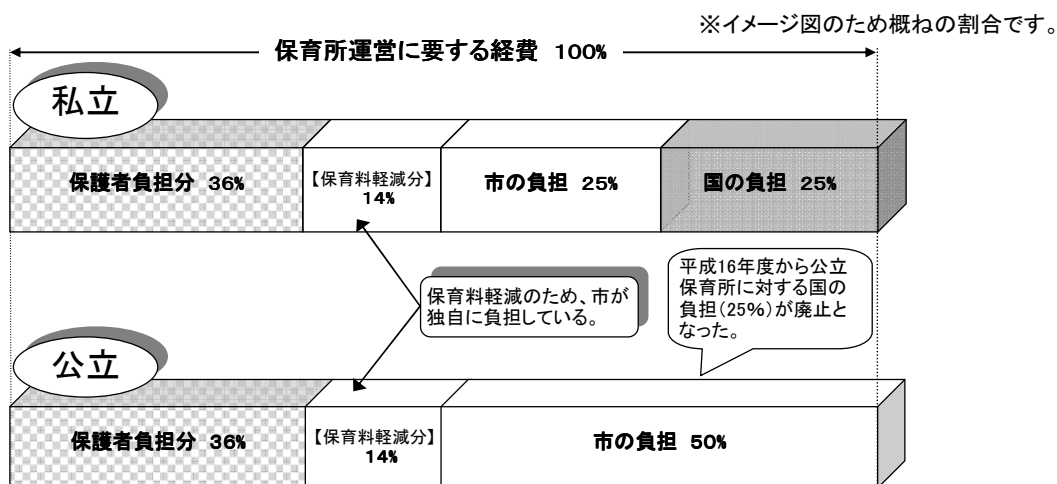 ※イメージ図のため概ねの割合です。
保育所運営に要する経費 100%
私立
保護者負担分 36%
【保育料軽減分】
14%
市の負担 25%
国の負担 25%
保育料軽減のため、市が
独自に負担している。
平成16年度から公立
保育所に対する国の
負担(25%)が廃止と
なった。
公立
保護者負担分 36%
【保育料軽減分】
14%
市の負担 50%